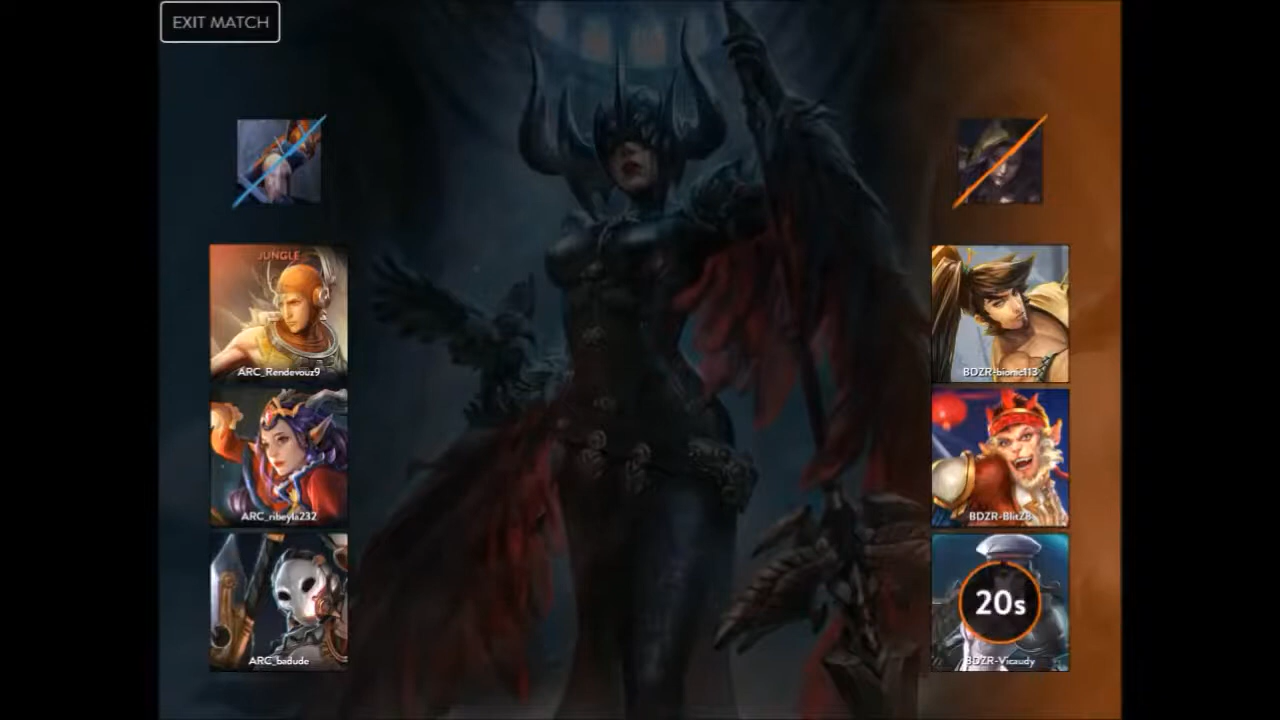 EXIT MATCH
JUNGLE
ARC_Rendevouz9
BDZR-bionic113
ARC_ribeyla232
BDZR-BlitZ8
20s
ARC_badude
BDZR-Vicaudy